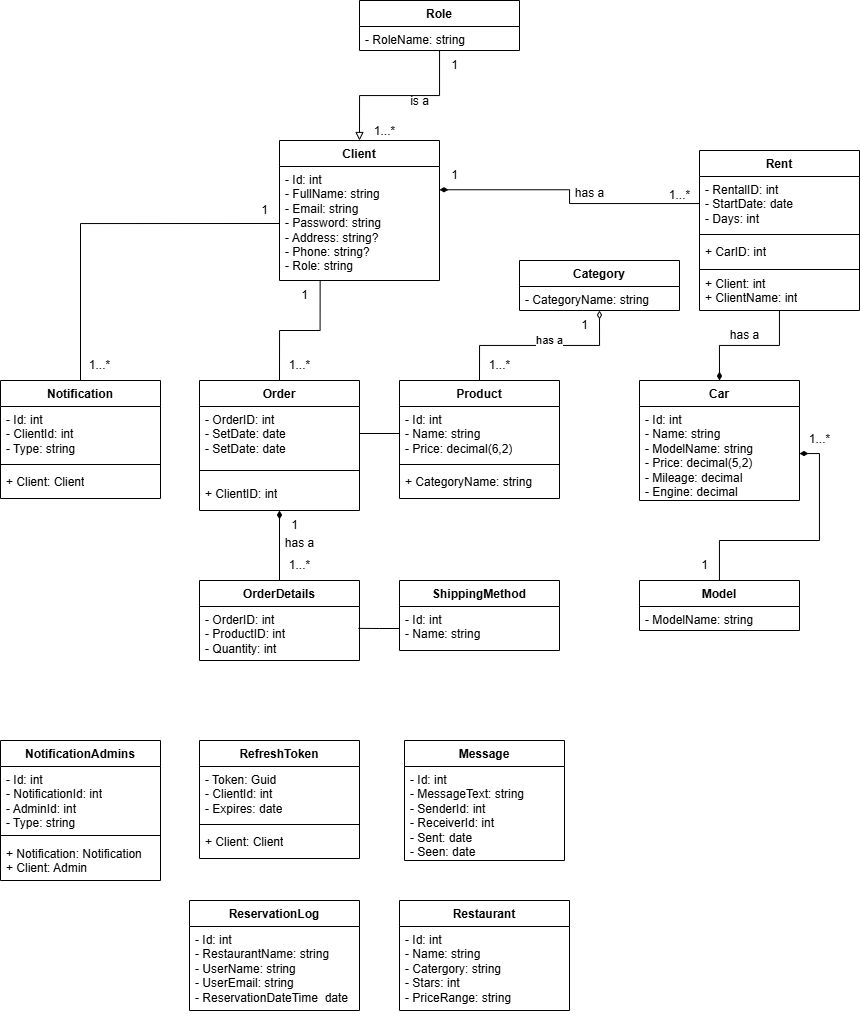 Role
- RoleName: string
1
is a
1...*
Client
- Id: int
- FullName: string
- Email: string
- Password: string
- Address: string?
- Phone: string?
- Role: string
1
has a
1...*
Rent
- RentalID: int
- StartDate: date
- Days: int
+ CarID: int
+ Client: int
+ ClientName: int
1
1
Category
- CategoryName: string
1
has a
1...*
has a
1...*
1...*
Notification
- Id: int
- ClientId: int
- Type: string
+ Client: Client
Order
- OrderID: int
- SetDate: date
- SetDate: date
+ ClientID: int
Product
- Id: int
- Name: string
- Price: decimal(6,2)
+ CategoryName: string
Car
- Id: int
- Name: string
- ModelName: string
- Price: decimal(5,2)
- Mileage: decimal
- Engine: decimal
1...*
1
has a
1...*
1
OrderDetails
- OrderID: int
- ProductID: int
- Quantity: int
ShippingMethod
- Id: int
- Name: string
Model
- ModelName: string
NotificationAdmins
- Id: int
- NotificationId: int
- AdminId: int
- Type: string
+ Notification: Notification
+ Client: Admin
RefreshToken
- Token: Guid
- ClientId: int
- Expires: date
+ Client: Client
Message
- Id: int
- MessageText: string
- SenderId: int
- ReceiverId: int
- Sent: date
- Seen: date
ReservationLog
- Id: int
- RestaurantName: string
- UserName: string
- UserEmail: string
- ReservationDateTime date
Restaurant
- Id: int
- Name: string
- Catergory: string
- Stars: int
- PriceRange: string